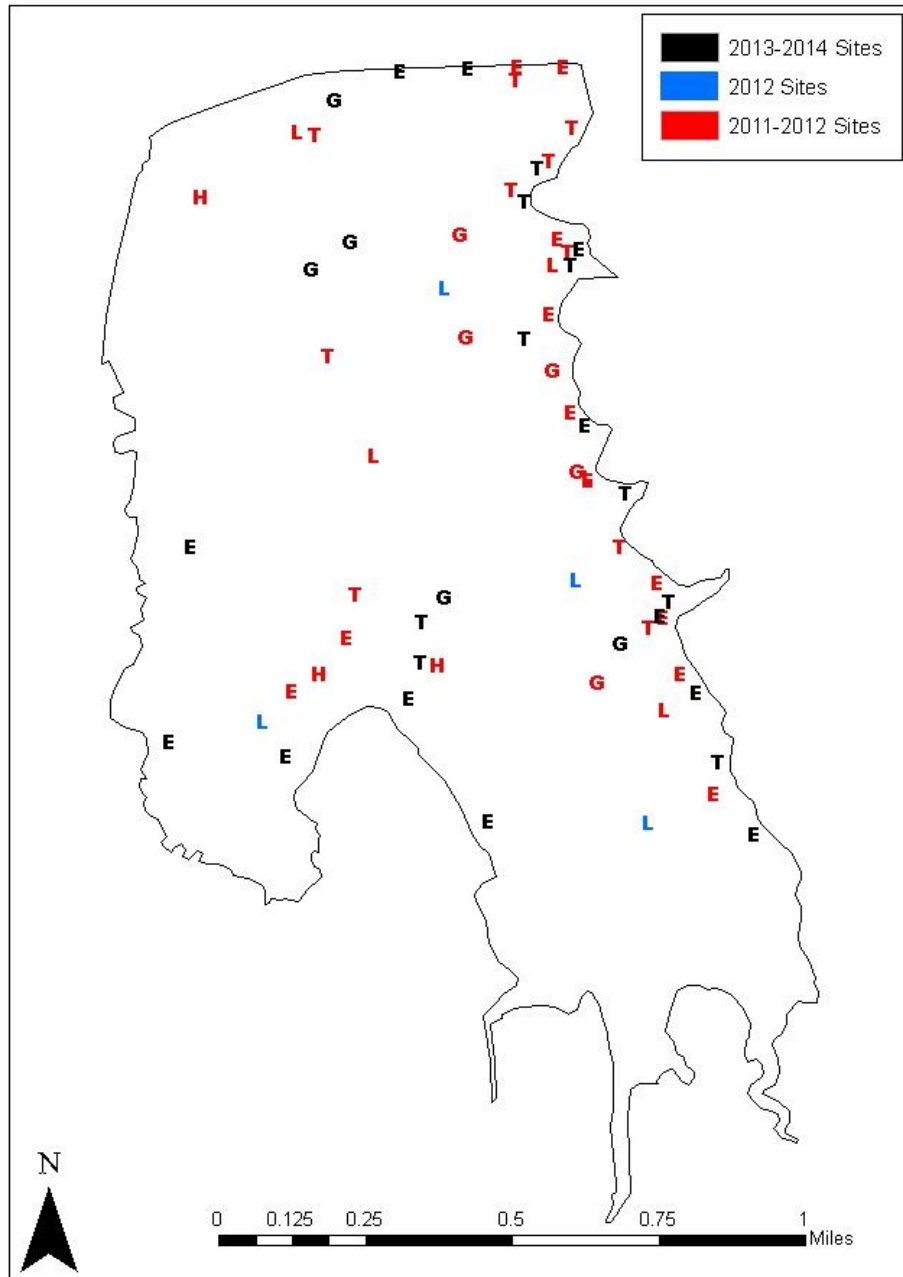 2013-2014 Sites
2012 Sites
2011-2012 Sites
E E E E
T
G
L T T
T T
H T T
G G E E
T
G L T
L
E
G T
T G
E
E
L
G E
T
E T
L E
T G T
T E E
E T
G
T H E
H G
E E E
L L
E
E T
E
E L
E
N
0 0.125 0.25 0.5 0.75 1
Miles